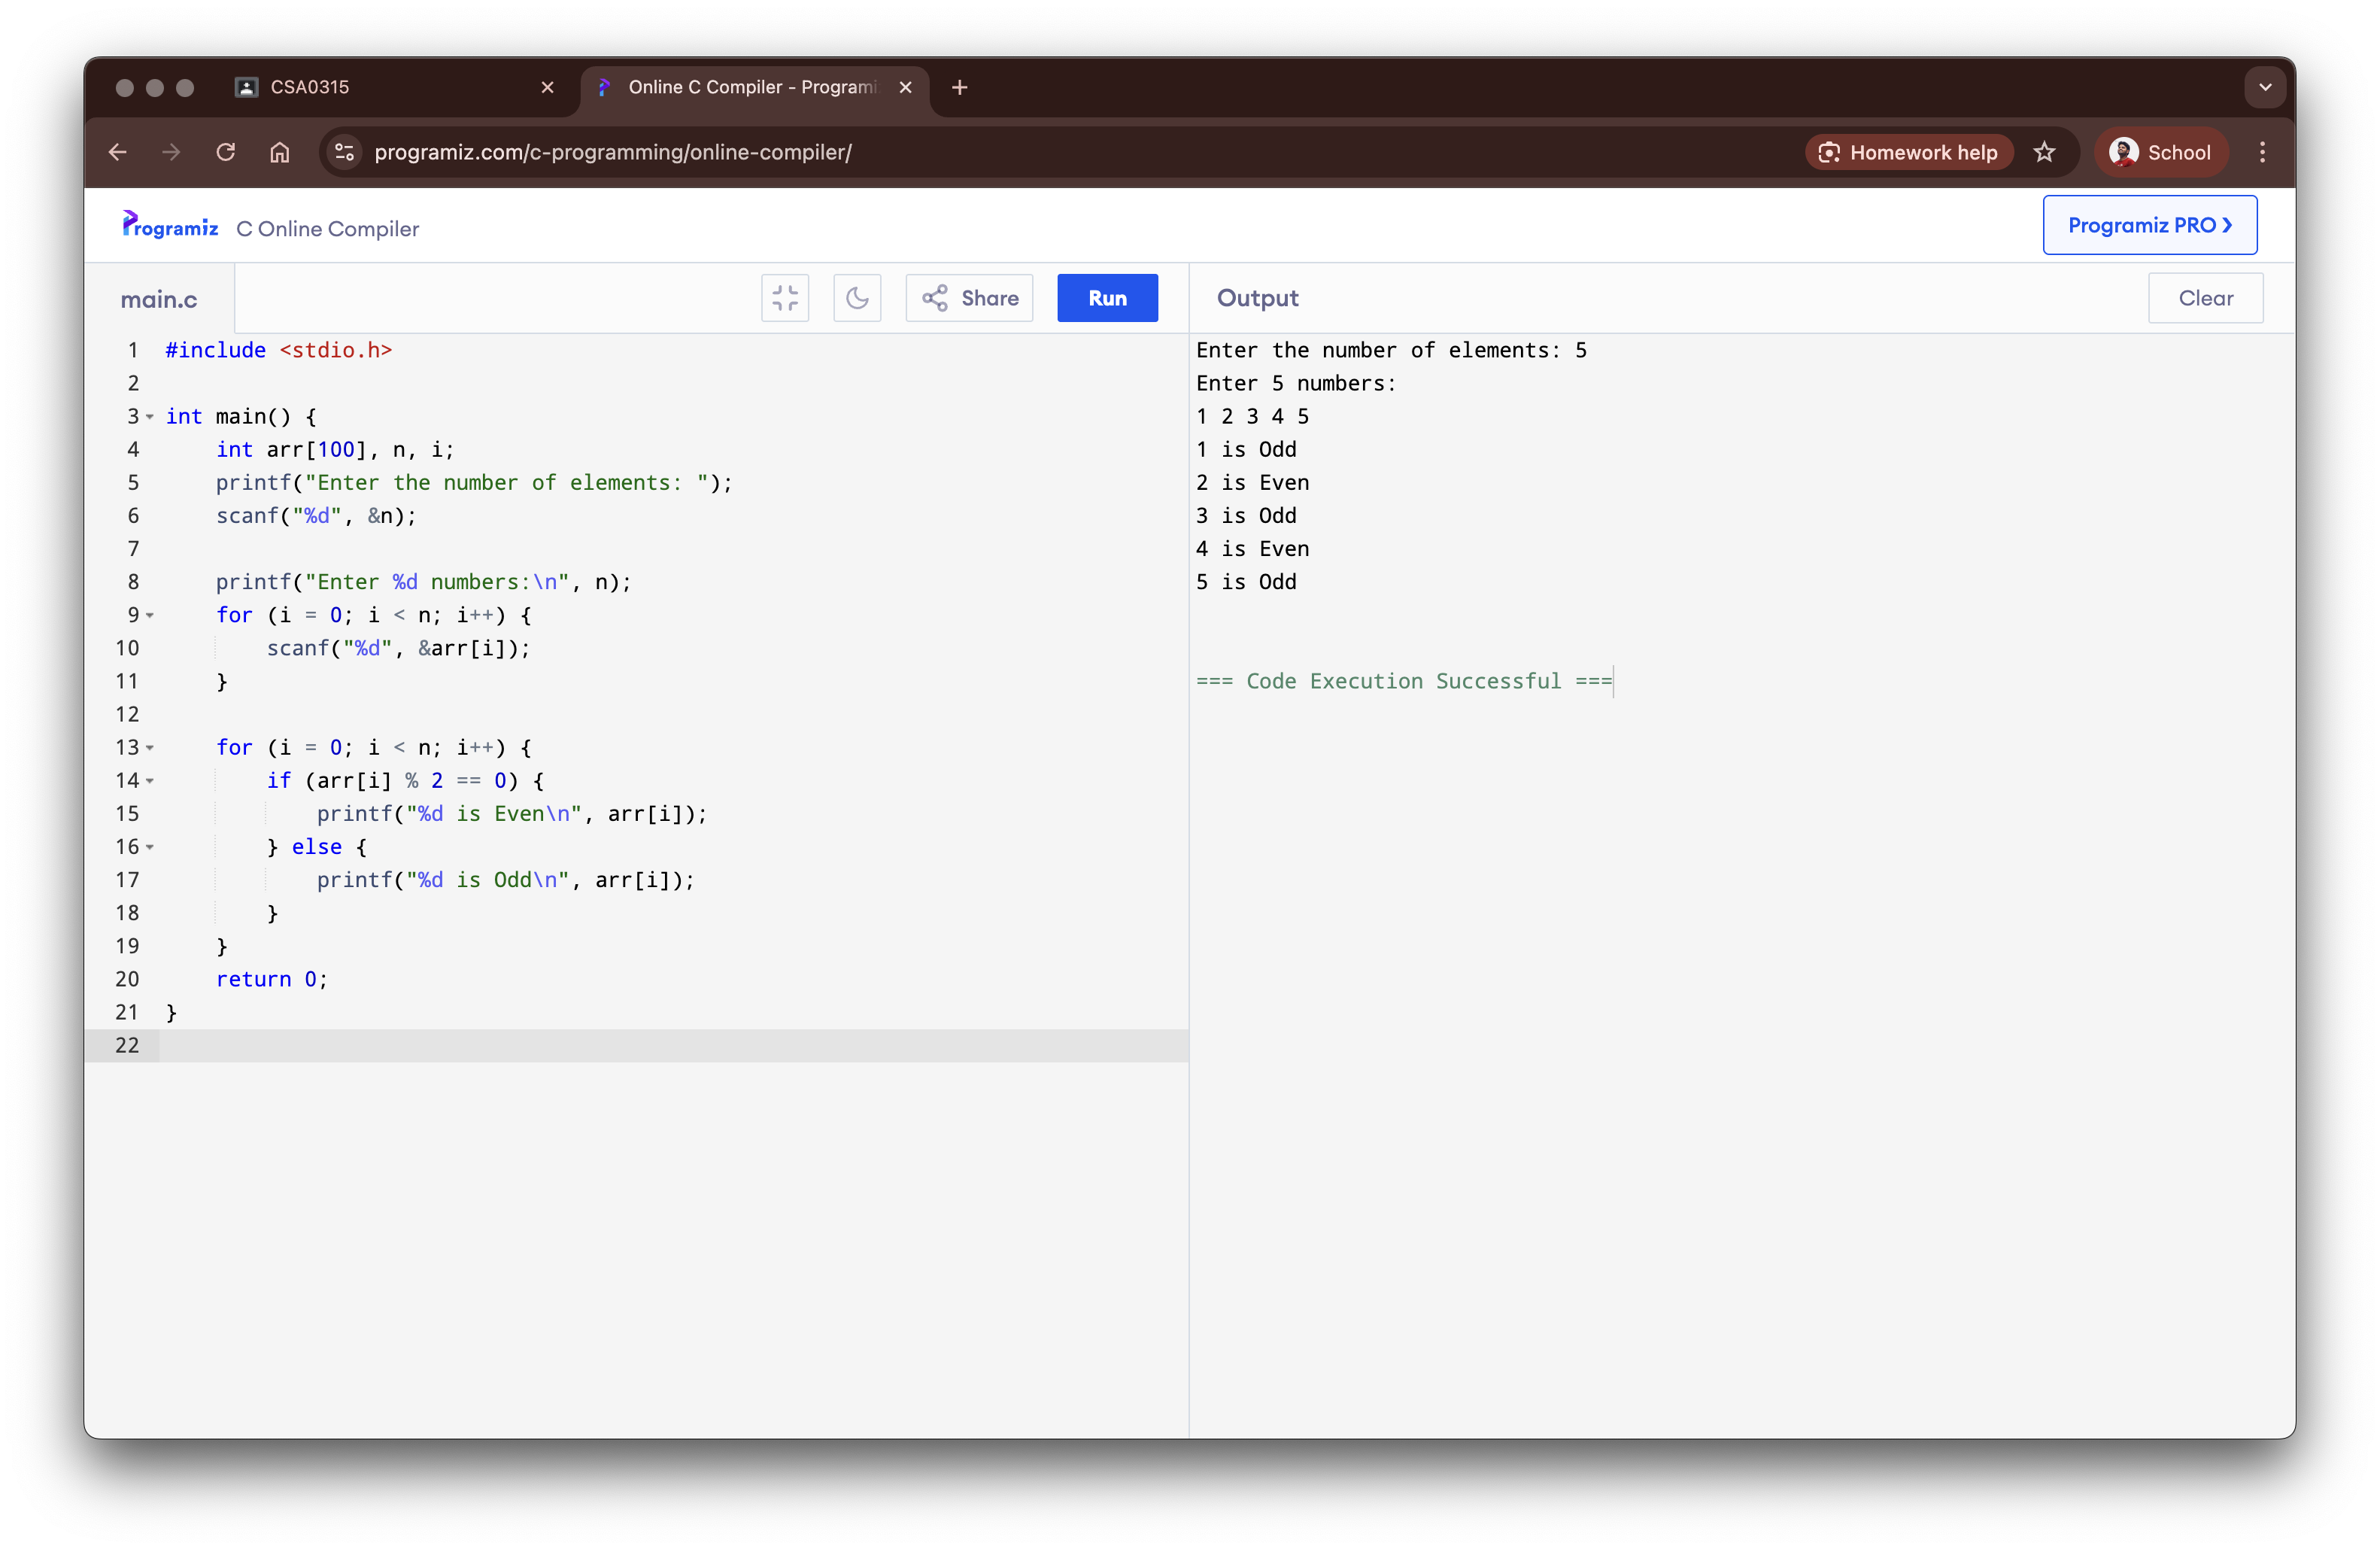 CSA0315
Online C Compiler - Programi
programiz.com/c-programming/online-compiler/
Homework help
School
Programiz C Online Compiler
Programiz PRO ❯
main.c
Share
Run
Output
Clear
1 #include <stdio.h>
2
3 int main() {
4     int arr[100], n, i;
5     printf("Enter the number of elements: ");
6     scanf("%d", &n);
7
8     printf("Enter %d numbers:\n", n);
9     for (i = 0; i < n; i++) {
10         scanf("%d", &arr[i]);
11     }
12
13     for (i = 0; i < n; i++) {
14         if (arr[i] % 2 == 0) {
15             printf("%d is Even\n", arr[i]);
16         } else {
17             printf("%d is Odd\n", arr[i]);
18         }
19     }
20     return 0;
21 }
22
Enter the number of elements: 5
Enter 5 numbers:
1 2 3 4 5
1 is Odd
2 is Even
3 is Odd
4 is Even
5 is Odd
=== Code Execution Successful ===